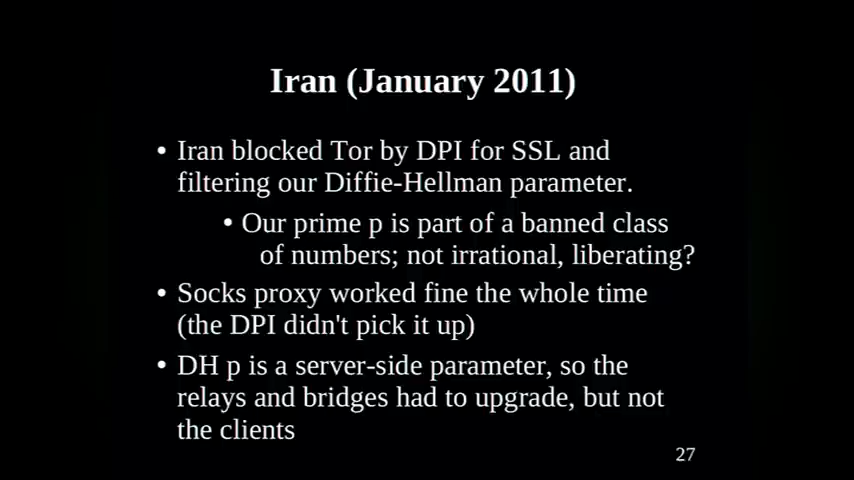 Iran (January 2011)
• Iran blocked Tor by DPI for SSL and
filtering our Diffie-Hellman parameter.
• Our prime p is part of a banned class
of numbers; not irrational, liberating?
• Socks proxy worked fine the whole time
(the DPI didn't pick it up)
• DH p is a server-side parameter, so the
relays and bridges had to upgrade, but not
the clients
27